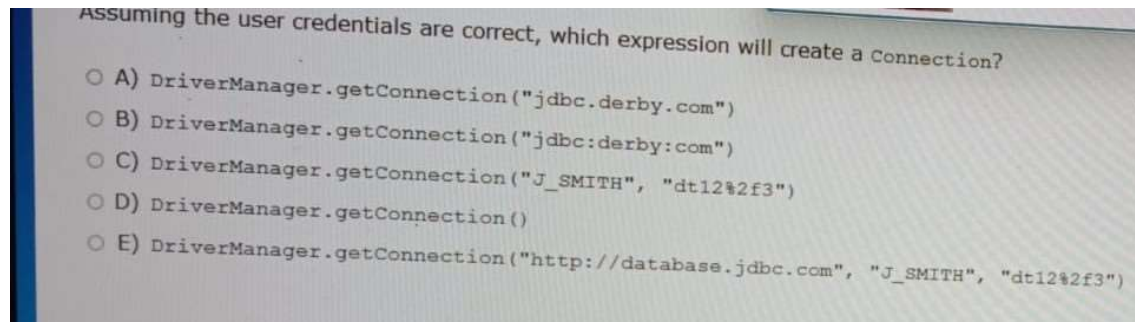 Assuming the user credentials are correct, which expression will create a Connection?
A) DriverManager.getConnection("jdbc.derby.com")
B) DriverManager.getConnection("jdbc:derby:com")
C) DriverManager.getConnection("J_SMITH", "dt12%2f3")
D) DriverManager.getConnection()
E) DriverManager.getConnection("http://database.jdbc.com", "J_SMITH", "dt12%2f3")